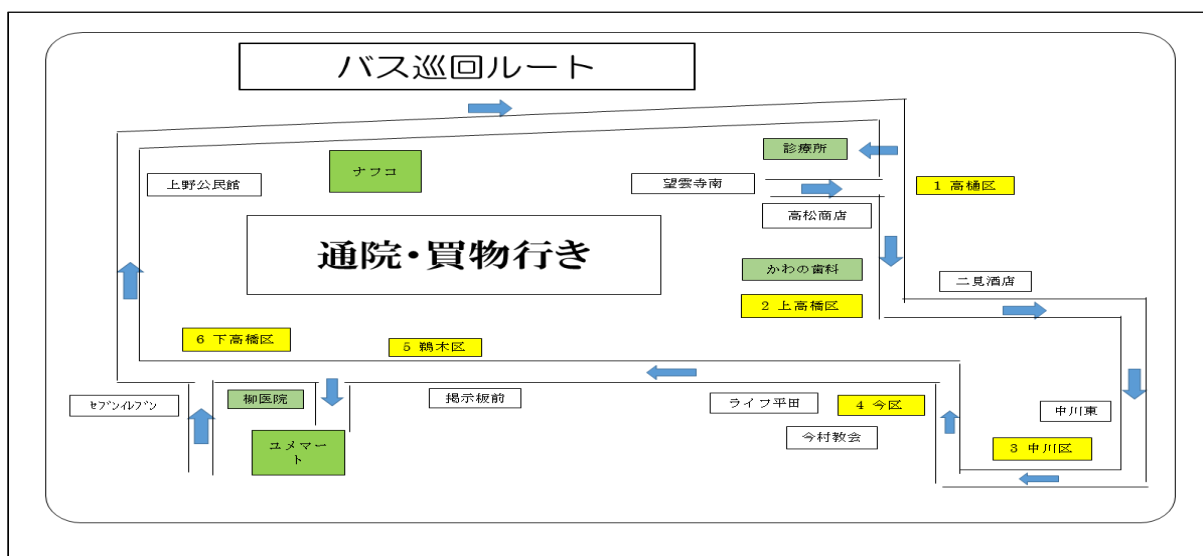 バス巡回ルート
診療所
ナフコ
上野公民館
望雲寺南
1 高樋区
高松商店
通院・買物行き
かわの歯科
二見酒店
2 上高橋区
6 下高橋区
5 鵜木区
柳医院
掲示板前
ライフ平田
4 今区
セブンイレブン
中川東
今村教会
3 中川区
ユメマー
ト